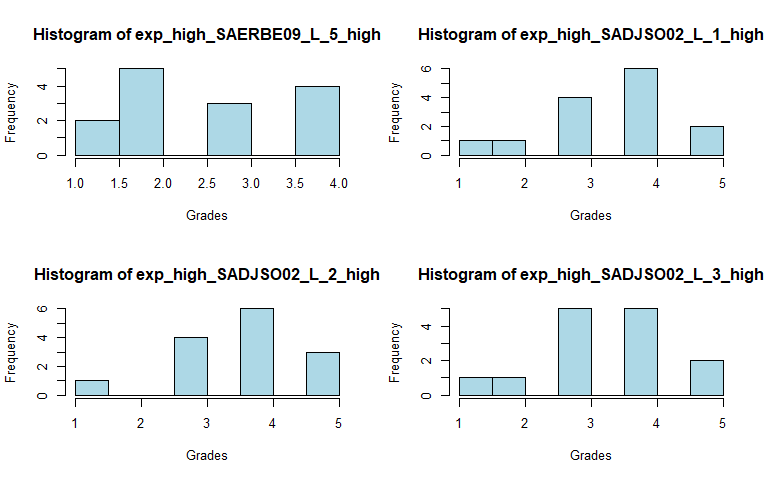 Histogram of exp_high_SAERBE09_L_5_high
Frequency
0 2 4
1.0 1.5 2.0 2.5 3.0 3.5 4.0
Grades
Histogram of exp_high_SADJSO02_L_1_high
Frequency
0 2 4 6
1 2 3 4 5
Grades
Histogram of exp_high_SADJSO02_L_2_high
Frequency
0 2 4 6
1 2 3 4 5
Grades
Histogram of exp_high_SADJSO02_L_3_high
Frequency
0 2 4
1 2 3 4 5
Grades